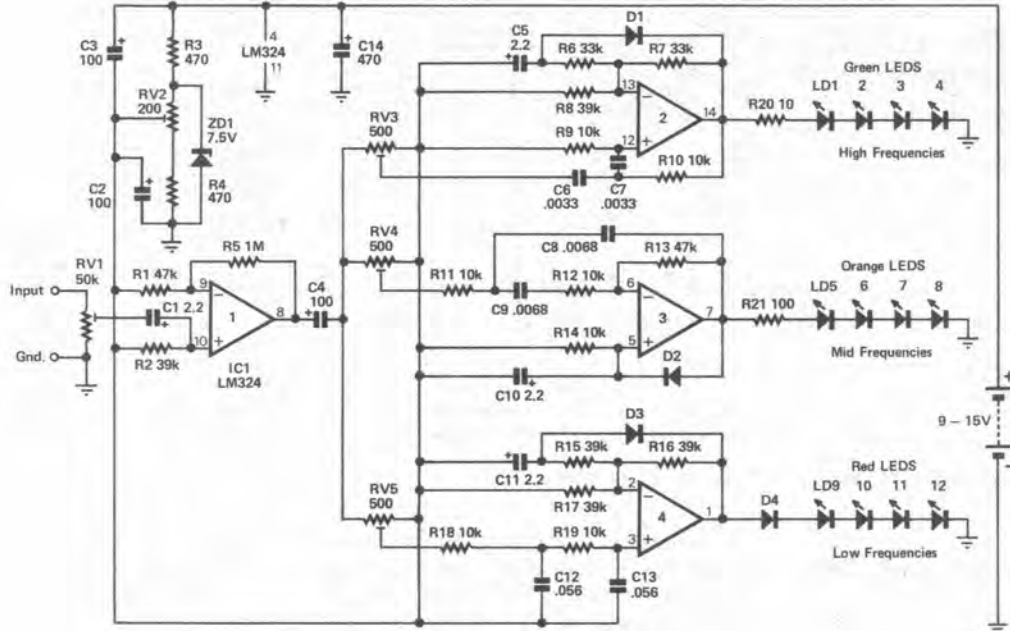 C3 100
R3 470
4 LM324 11
C14 470
RV2 200
ZD1 7.5V
C2 100
R4 470
RV1 50k
Input
Gnd.
R1 47k
R5 1M
C1 2.2
R2 39k
9
−
1
8
+
10
IC1 LM324
C4 100
RV3 500
RV4 500
RV5 500
C5 2.2
D1
R6 33k
R7 33k
R8 39k
R9 10k
13
−
2
14
12
+
R10 10k
C6 .0033
C7 .0033
R20 10
Green LEDS
LD1 2 3 4
High Frequencies
C8 .0068
R13 47k
R11 10k
R12 10k
C9 .0068
6
−
3
7
5
+
R14 10k
C10 2.2
D2
R21 100
Orange LEDS
LD5 6 7 8
Mid Frequencies
D3
R15 39k
R16 39k
C11 2.2
R17 39k
2
−
4
1
3
+
R18 10k
R19 10k
C12 .056
C13 .056
D4
Red LEDS
LD9 10 11 12
Low Frequencies
+
9 – 15V
−